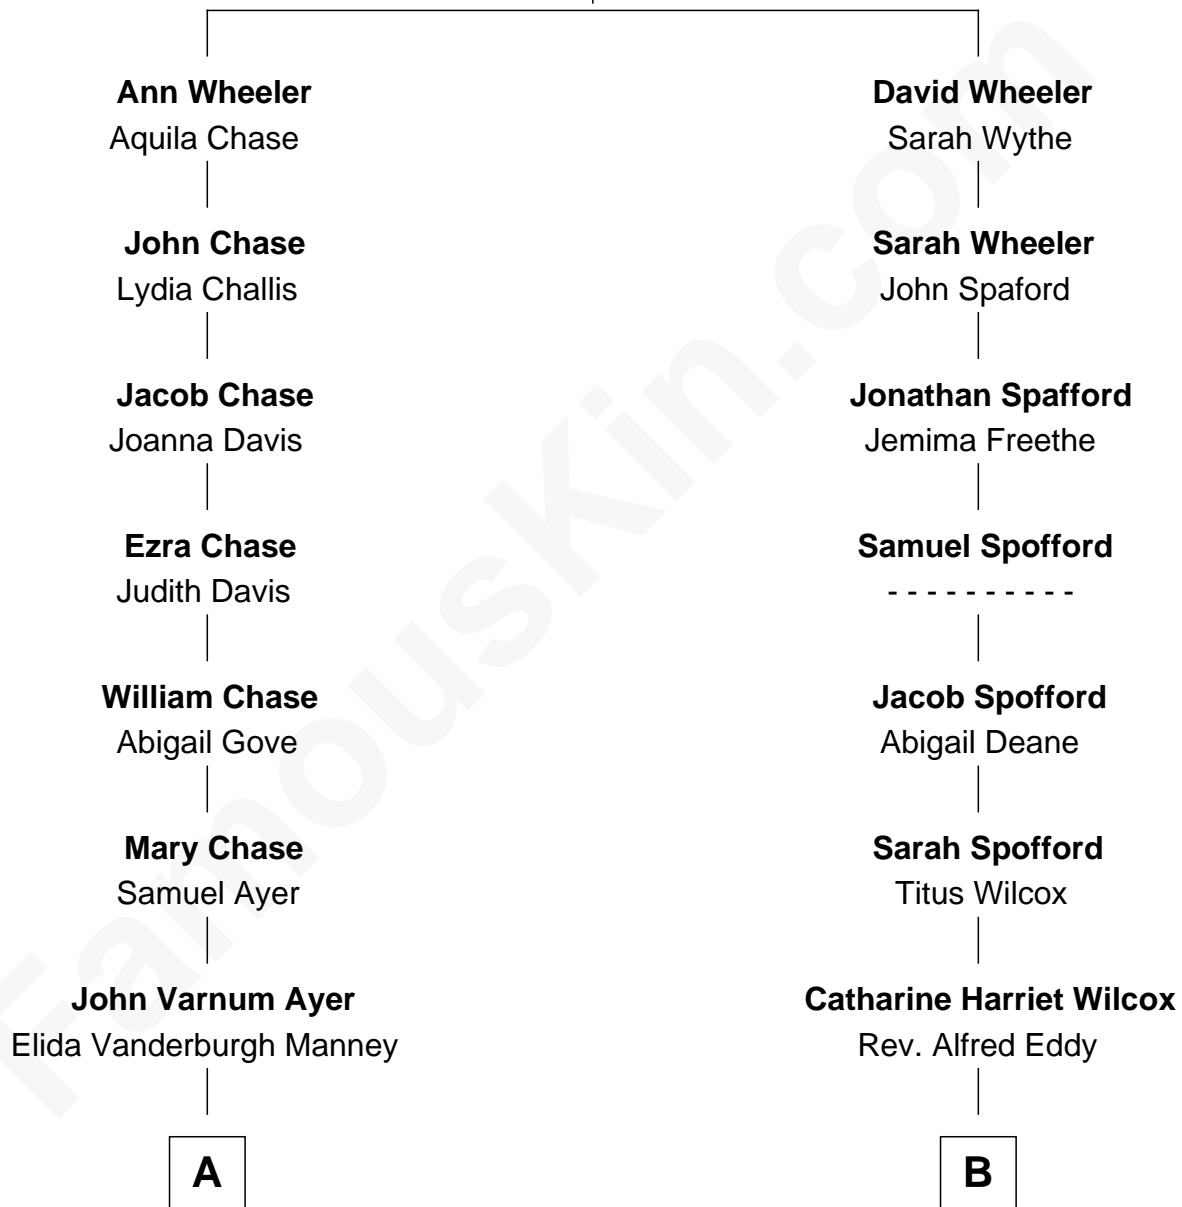 Ann Wheeler
Aquila Chase
John Chase
Lydia Challis
Jacob Chase
Joanna Davis
Ezra Chase
Judith Davis
William Chase
Abigail Gove
Mary Chase
Samuel Ayer
John Varnum Ayer
Elida Vanderburgh Manney
A
David Wheeler
Sarah Wythe
Sarah Wheeler
John Spaford
Jonathan Spafford
Jemima Freethe
Samuel Spofford
- - - - - - - - - -
Jacob Spofford
Abigail Deane
Sarah Spofford
Titus Wilcox
Catharine Harriet Wilcox
Rev. Alfred Eddy
B
FamousKin.com